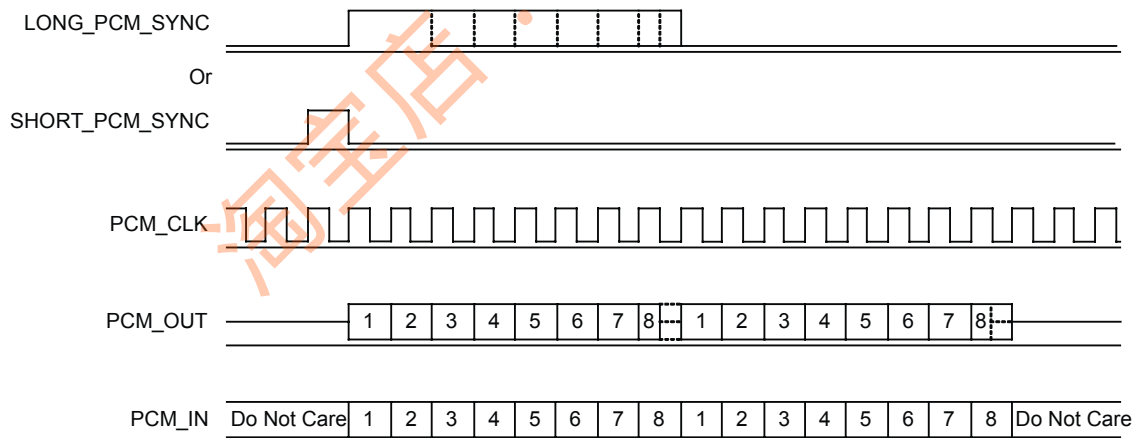 LONG_PCM_SYNC
Or
SHORT_PCM_SYNC
PCM_CLK
PCM_OUT 1 2 3 4 5 6 7 8 1 2 3 4 5 6 7 8
PCM_IN Do Not Care 1 2 3 4 5 6 7 8 1 2 3 4 5 6 7 8 Do Not Care
淘宝店·